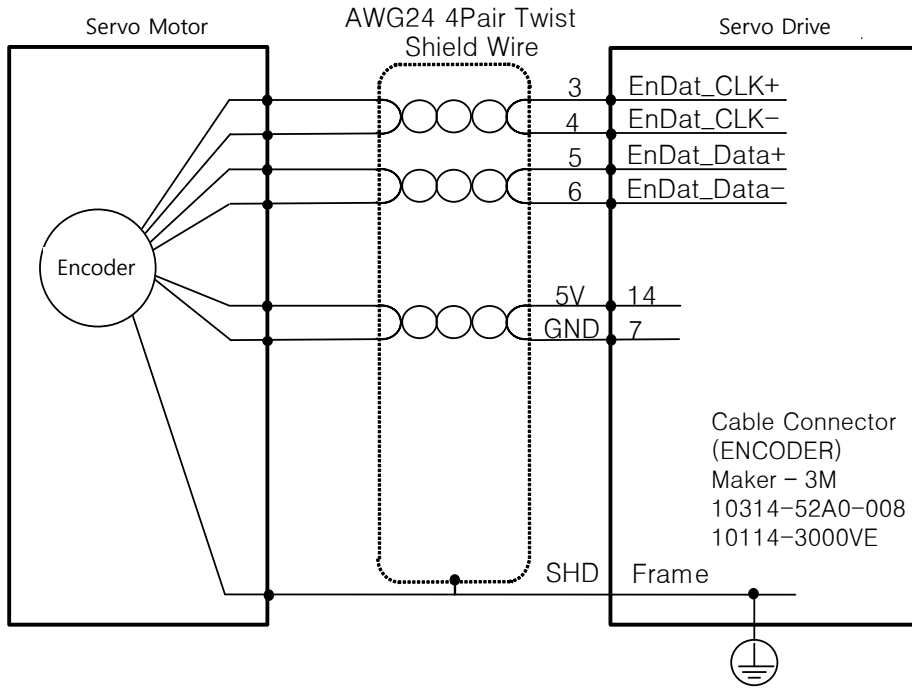 Servo Motor
AWG24 4Pair Twist
Shield Wire
Servo Drive
3 EnDat_CLK+
4 EnDat_CLK-
5 EnDat_Data+
6 EnDat_Data-
Encoder
5V 14
GND 7
Cable Connector
(ENCODER)
Maker - 3M
10314-52A0-008
10114-3000VE
SHD Frame